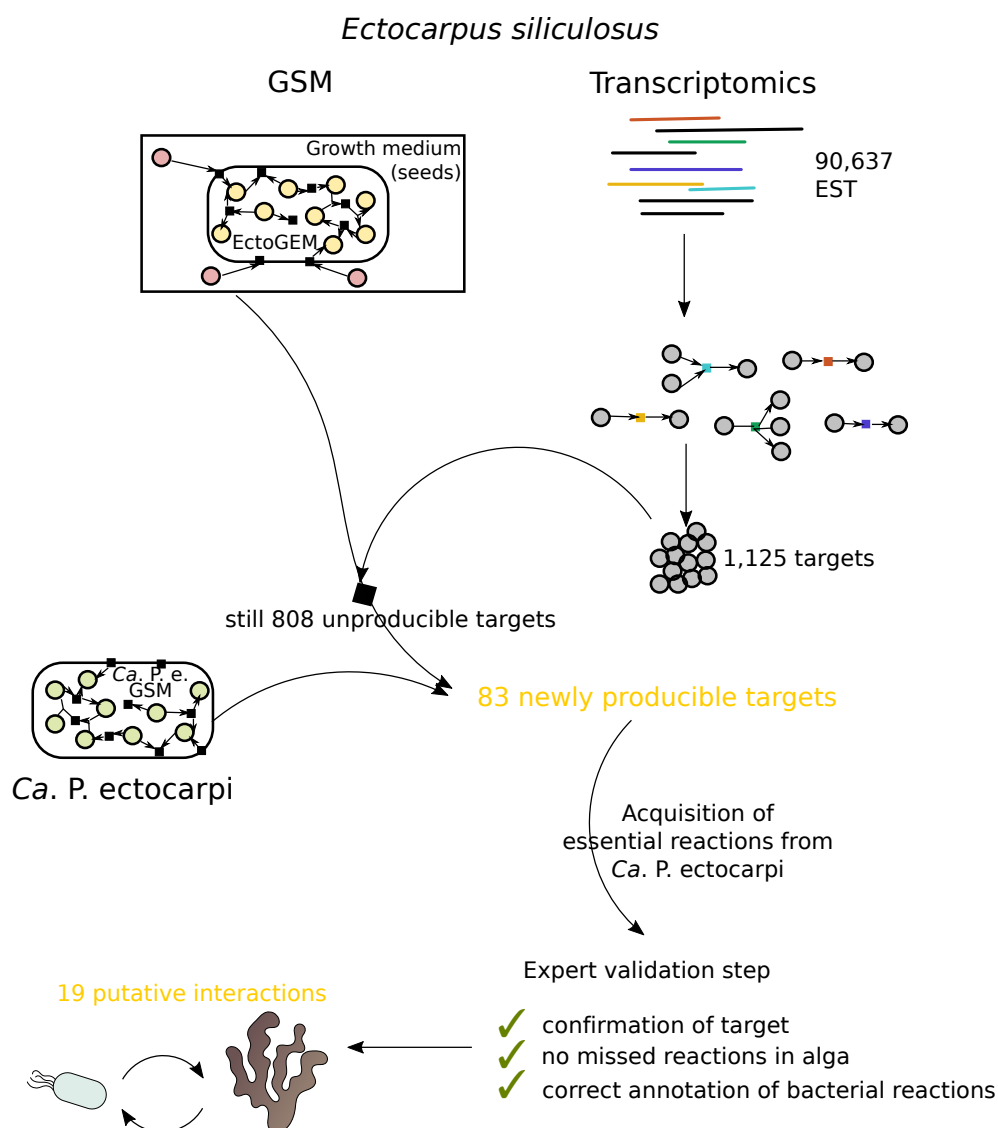 Ectocarpus siliculosus
GSM
Transcriptomics
Growth medium
(seeds)
EctoGEM
90,637
EST
1,125 targets
still 808 unproducible targets
Ca. P. e.
GSM
Ca. P. ectocarpi
83 newly producible targets
Acquisition of
essential reactions from
Ca. P. ectocarpi
Expert validation step
confirmation of target
no missed reactions in alga
correct annotation of bacterial reactions
19 putative interactions